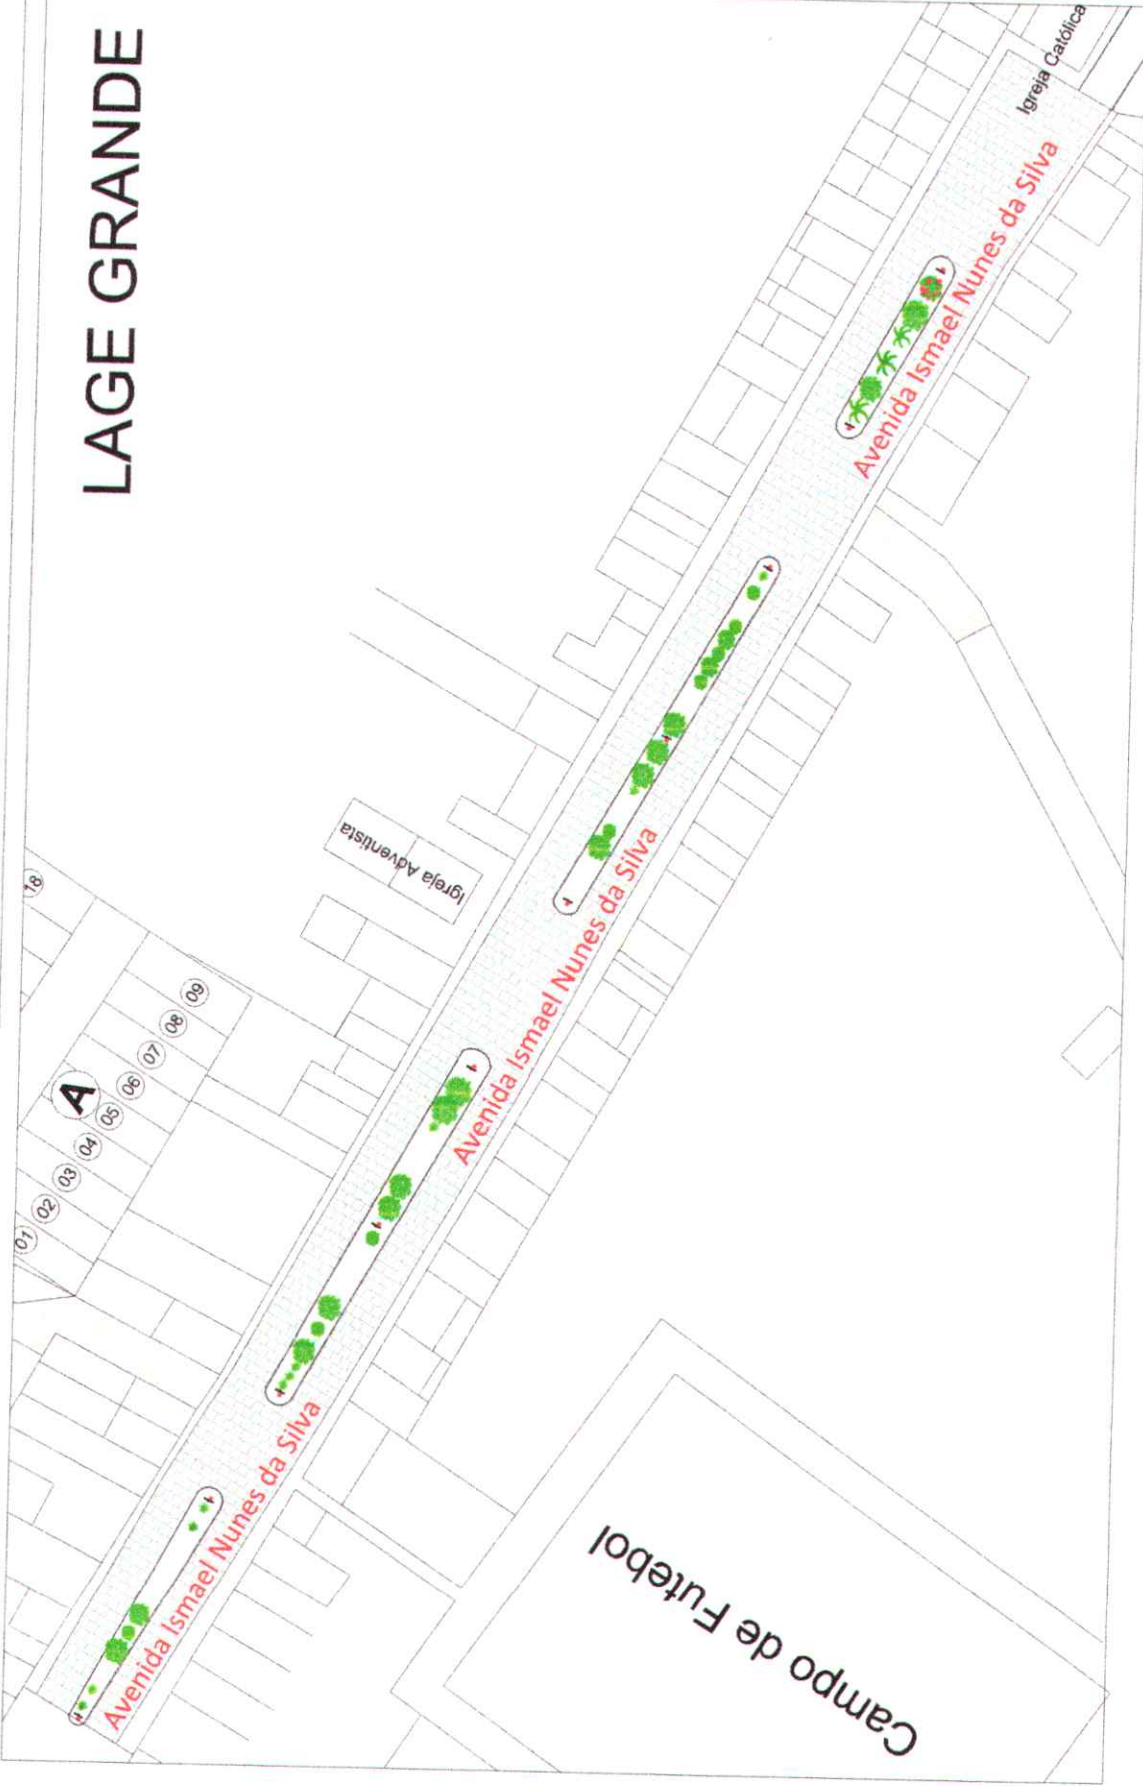 LAGE GRANDE
Igreja Católica
Avenida Ismael Nunes da Silva
Avenida Ismael Nunes da Silva
Igreja Adventista
18
A
01
02
03
04
05
06
07
08
09
Avenida Ismael Nunes da Silva
Avenida Ismael Nunes da Silva
Campo de Futebol